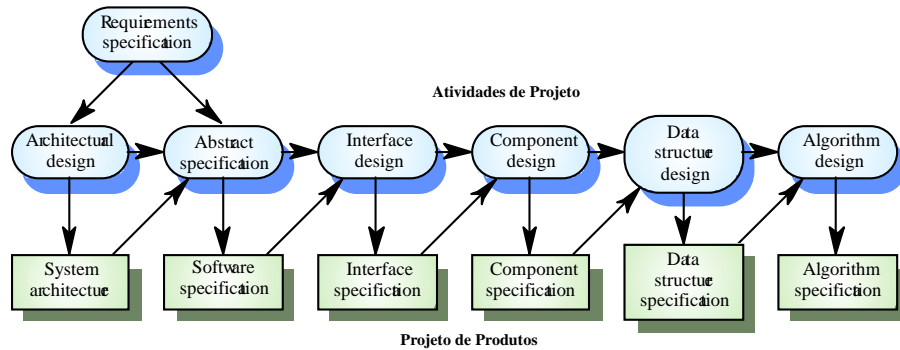 Requirements
specification
Atividades de Projeto
Architectural
design
Abstract
specification
Interface
design
Component
design
Data
structure
design
Algorithm
design
System
architecture
Software
specification
Interface
specification
Component
specification
Data
structure
specification
Algorithm
specification
Projeto de Produtos